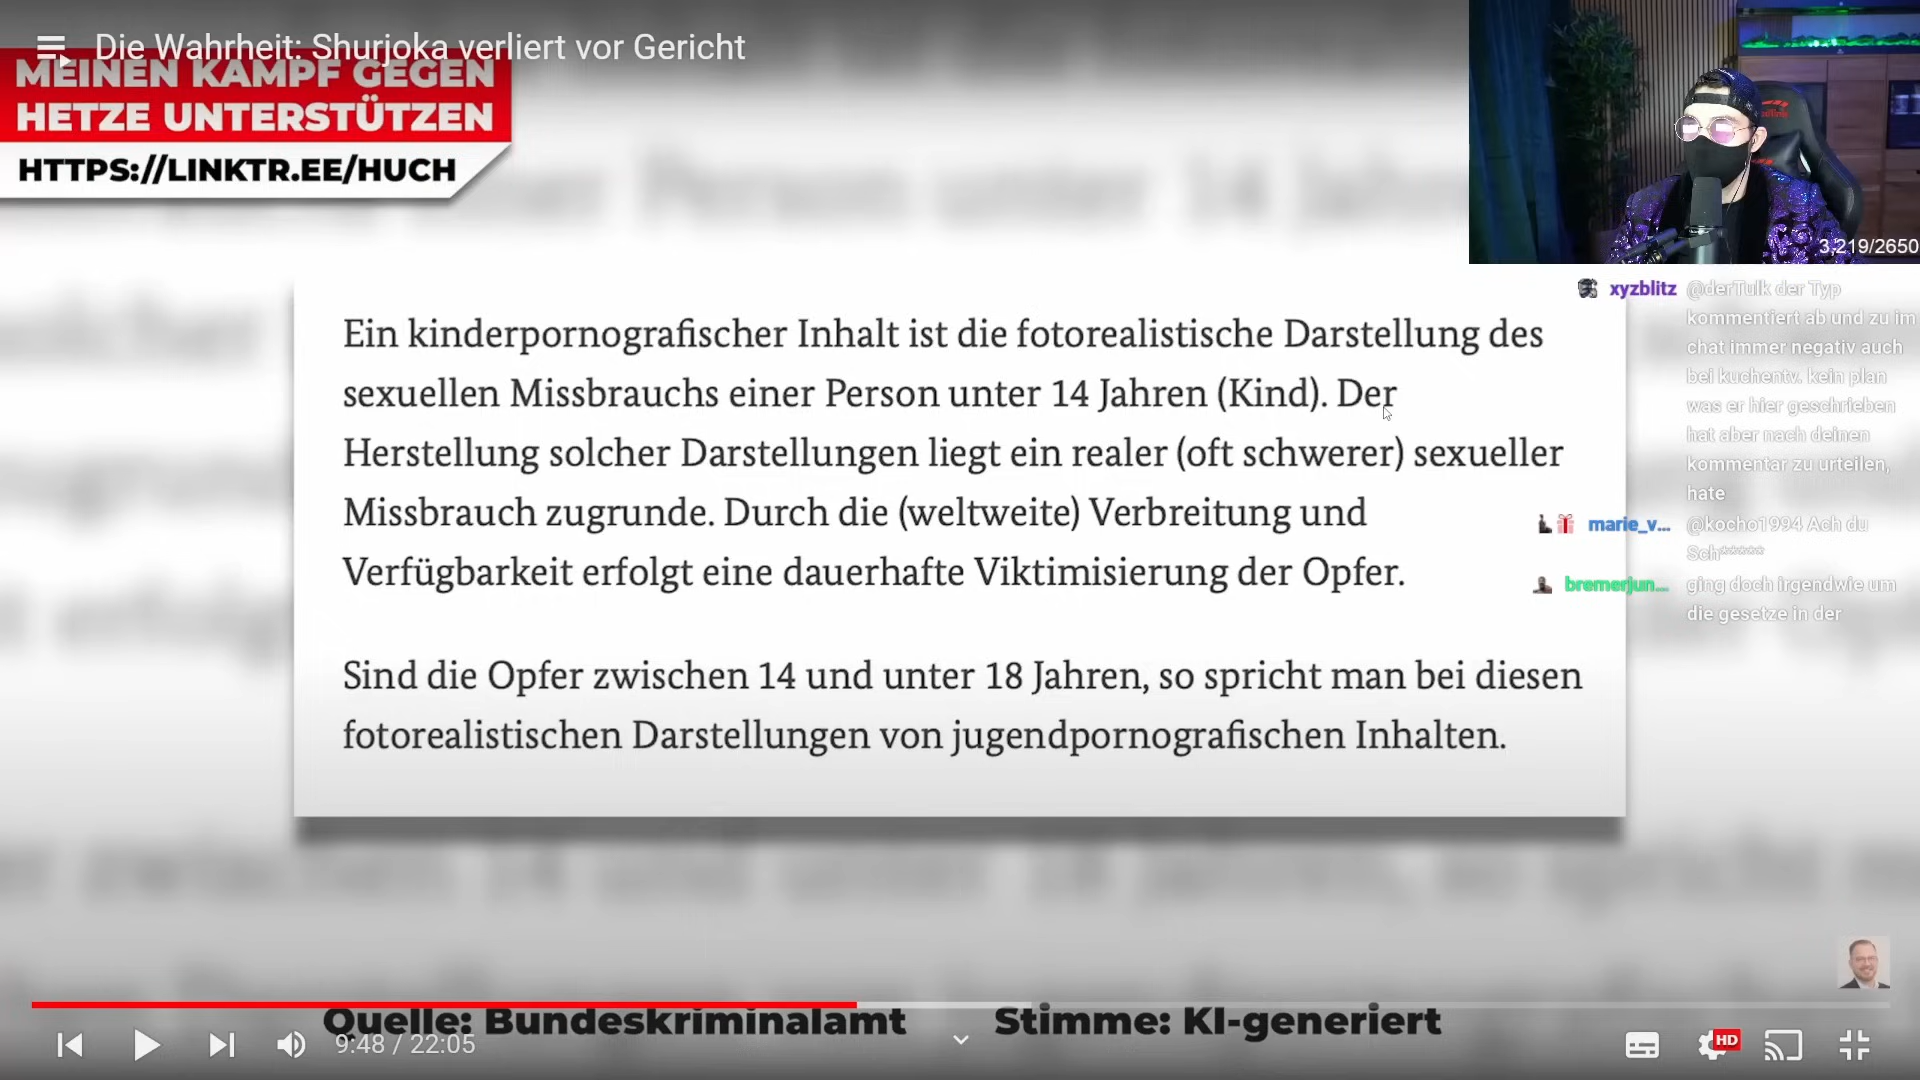 Die Wahrheit: Shurjoka verliert vor Gericht
MEINEN KAMPF GEGEN
HETZE UNTERSTÜTZEN
HTTPS://LINKTR.EE/HUCH
3,219/2650
xyzblitz @derTulk der Typ
kommentiert ab und zu im
chat immer negativ auch
bei kuchentv. kein plan
was er hier geschrieben
hat aber nach deinen
kommentar zu urteilen,
hate
marie_v... @kocho1994 Ach du
Sch*****
bremerjun... ging doch irgendwie um
die gesetze in der
Ein kinderpornografischer Inhalt ist die fotorealistische Darstellung des
sexuellen Missbrauchs einer Person unter 14 Jahren (Kind). Der
Herstellung solcher Darstellungen liegt ein realer (oft schwerer) sexueller
Missbrauch zugrunde. Durch die (weltweite) Verbreitung und
Verfügbarkeit erfolgt eine dauerhafte Viktimisierung der Opfer.
Sind die Opfer zwischen 14 und unter 18 Jahren, so spricht man bei diesen
fotorealistischen Darstellungen von jugendpornografischen Inhalten.
Quelle: Bundeskriminalamt
Stimme: KI-generiert
9:48 / 22:05
HD